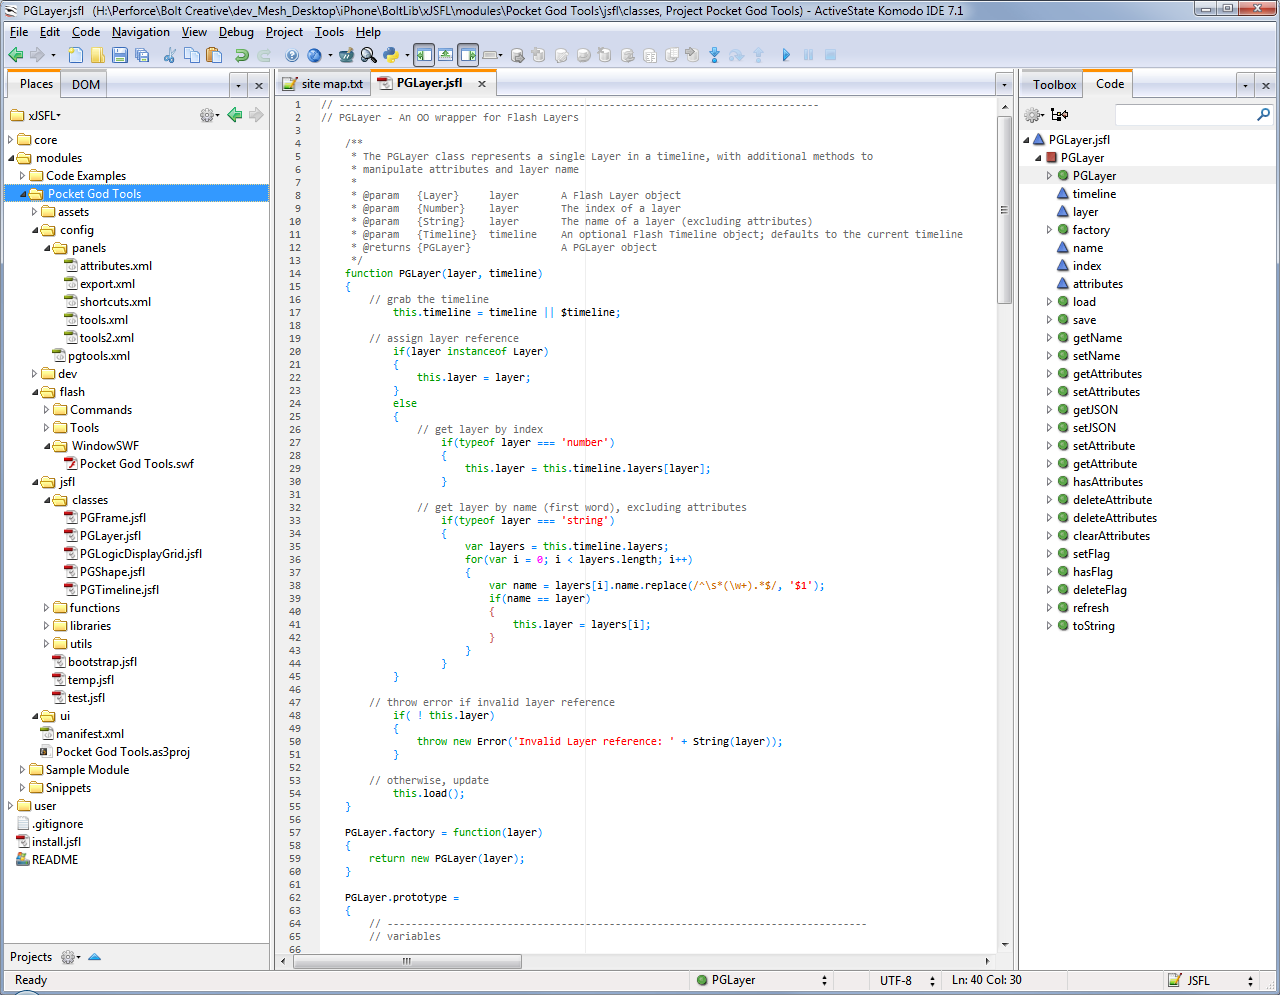 PGLayer.jsfl (H:\Perforce\Bolt Creative\dev_Mesh_Desktop\iPhone\BoltLib\xJSFL\modules\Pocket God Tools\jsfl\classes, Project Pocket God Tools) - ActiveState Komodo IDE 7.1
File Edit Code Navigation View Debug Project Tools Help
Places DOM
xJSFL
core
modules
Code Examples
Pocket God Tools
assets
config
panels
attributes.xml
export.xml
shortcuts.xml
tools.xml
tools2.xml
pgtools.xml
dev
flash
Commands
Tools
WindowSWF
Pocket God Tools.swf
jsfl
classes
PGFrame.jsfl
PGLayer.jsfl
PGLogicDisplayGrid.jsfl
PGShape.jsfl
PGTimeline.jsfl
functions
libraries
utils
bootstrap.jsfl
temp.jsfl
test.jsfl
ui
manifest.xml
Pocket God Tools.as3proj
Sample Module
Snippets
user
.gitignore
install.jsfl
README
Projects
site map.txt PGLayer.jsfl
1 // --------------------------------------------------------------------------------
2 // PGLayer - An OO wrapper for Flash Layers
3
4 /**
5 * The PGLayer class represents a single Layer in a timeline, with additional methods to
6 * manipulate attributes and layer name
7 *
8 * @param {Layer} layer A Flash Layer object
9 * @param {Number} layer The index of a layer
10 * @param {String} layer The name of a layer (excluding attributes)
11 * @param {Timeline} timeline An optional Flash Timeline object; defaults to the current timeline
12 * @returns {PGLayer} A PGLayer object
13 */
14 function PGLayer(layer, timeline)
15 {
16 // grab the timeline
17 this.timeline = timeline || $timeline;
18
19 // assign layer reference
20 if(layer instanceof Layer)
21 {
22 this.layer = layer;
23 }
24 else
25 {
26 // get layer by index
27 if(typeof layer === 'number')
28 {
29 this.layer = this.timeline.layers[layer];
30 }
31
32 // get layer by name (first word), excluding attributes
33 if(typeof layer === 'string')
34 {
35 var layers = this.timeline.layers;
36 for(var i = 0; i < layers.length; i++)
37 {
38 var name = layers[i].name.replace(/^\s*(\w+).*$/, '$1');
39 if(name == layer)
40 {
41 this.layer = layers[i];
42 }
43 }
44 }
45 }
46
47 // throw error if invalid layer reference
48 if( ! this.layer)
49 {
50 throw new Error('Invalid Layer reference: ' + String(layer));
51 }
52
53 // otherwise, update
54 this.load();
55 }
56
57 PGLayer.factory = function(layer)
58 {
59 return new PGLayer(layer);
60 }
61
62 PGLayer.prototype =
63 {
64 // --------------------------------------------------------------------------------
65 // variables
66
Toolbox Code
PGLayer.jsfl
PGLayer
PGLayer
timeline
layer
factory
name
index
attributes
load
save
getName
setName
getAttributes
setAttributes
getJSON
setJSON
setAttribute
getAttribute
hasAttributes
deleteAttribute
deleteAttributes
clearAttributes
setFlag
hasFlag
deleteFlag
refresh
toString
Ready PGLayer UTF-8 Ln: 40 Col: 30 JSFL